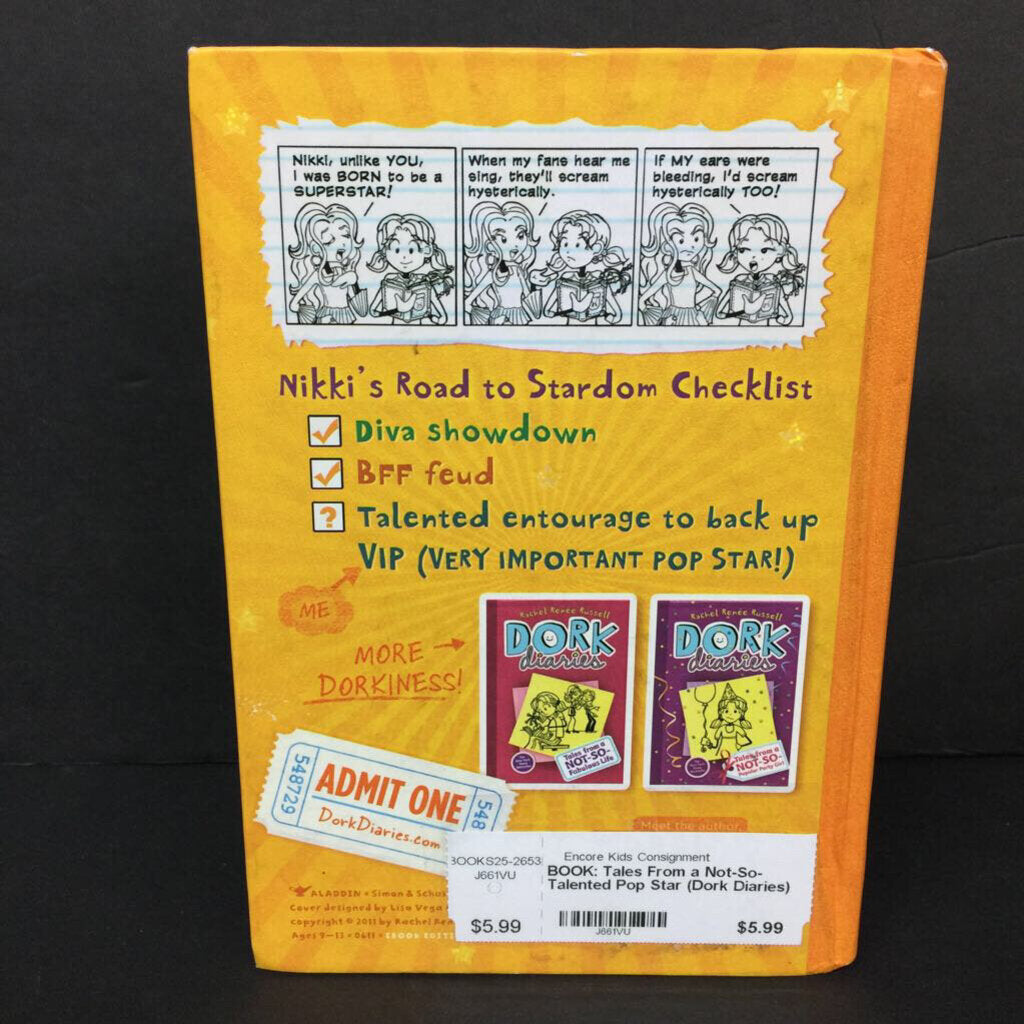 Nikki, unlike YOU,
I was BORN to be a
SUPERSTAR!
When my fans hear me
sing, they'll scream
hysterically.
If MY ears were
bleeding, I'd scream
hysterically TOO!
Nikki's Road to Stardom Checklist
Diva showdown
BFF feud
? Talented entourage to back up
VIP (VERY IMPORTANT POP STAR!)
ME
MORE
DORKINESS!
Rachel Renée Russell
DORK
diaries
Tales from a
NOT-SO-
Fabulous Life
Rachel Renée Russell
DORK
diaries
Tales from a
NOT-SO-
Popular Party Girl
548729
ADMIT ONE
DorkDiaries.com
548
Meet the author,
ALADDIN • Simon & Schus
Cover designed by Lisa Vega
copyright © 2011 by Rachel Ren
Ages 9–13 • 0611 • EBOOK EDITI
BOOKS25-2653
J661VU
$5.99
Encore Kids Consignment
BOOK: Tales From a Not-So-
Talented Pop Star (Dork Diaries)
J661VU
$5.99